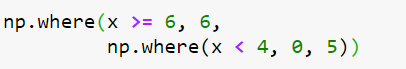 np.where(x >= 6, 6,
np.where(x < 4, 0, 5))